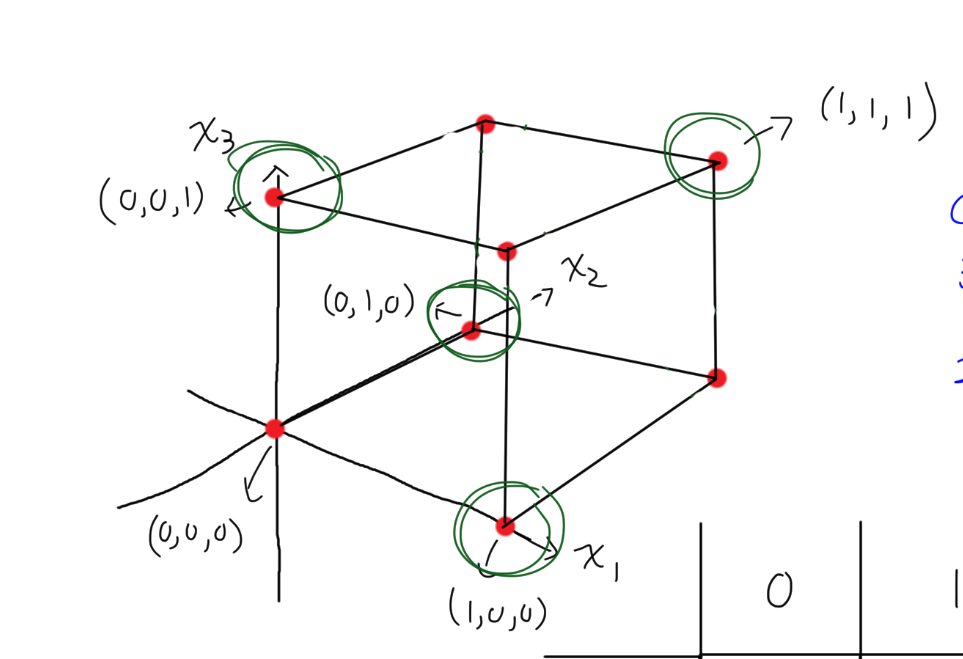 (1,1,1)
x3
(0,0,1)
x2
(0,1,0)
(0,0,0)
x1
(1,0,0)
0 1